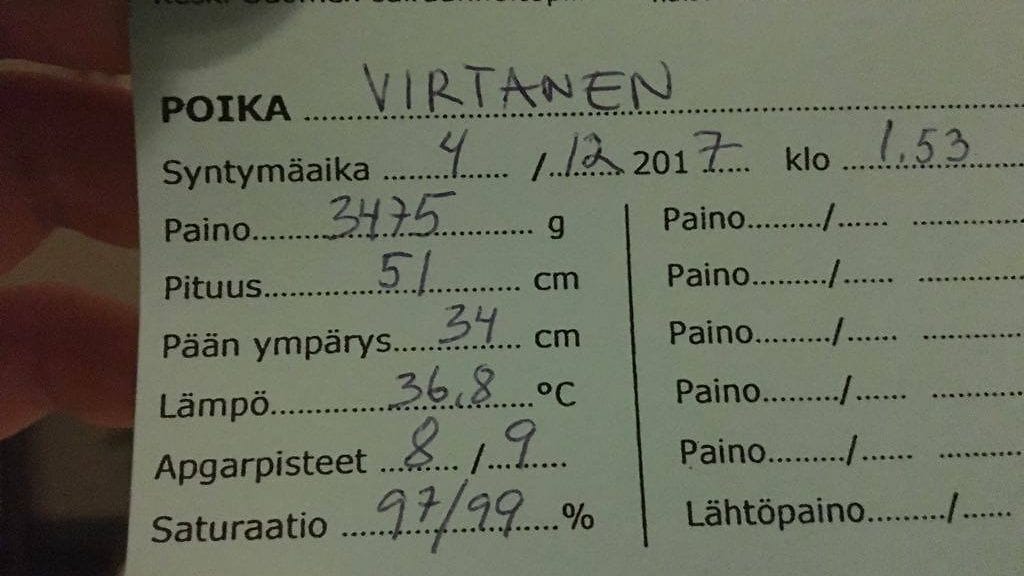 POIKA VIRTANEN
Syntymäaika 4 / 12 2017 klo 1.53
Paino 3475 g
Pituus 51 cm
Pään ympärys 34 cm
Lämpö 36,8 °C
Apgarpisteet 8 / 9
Saturaatio 97/99 %
Paino / 
Paino / 
Paino / 
Paino / 
Paino / 
Lähtöpaino /